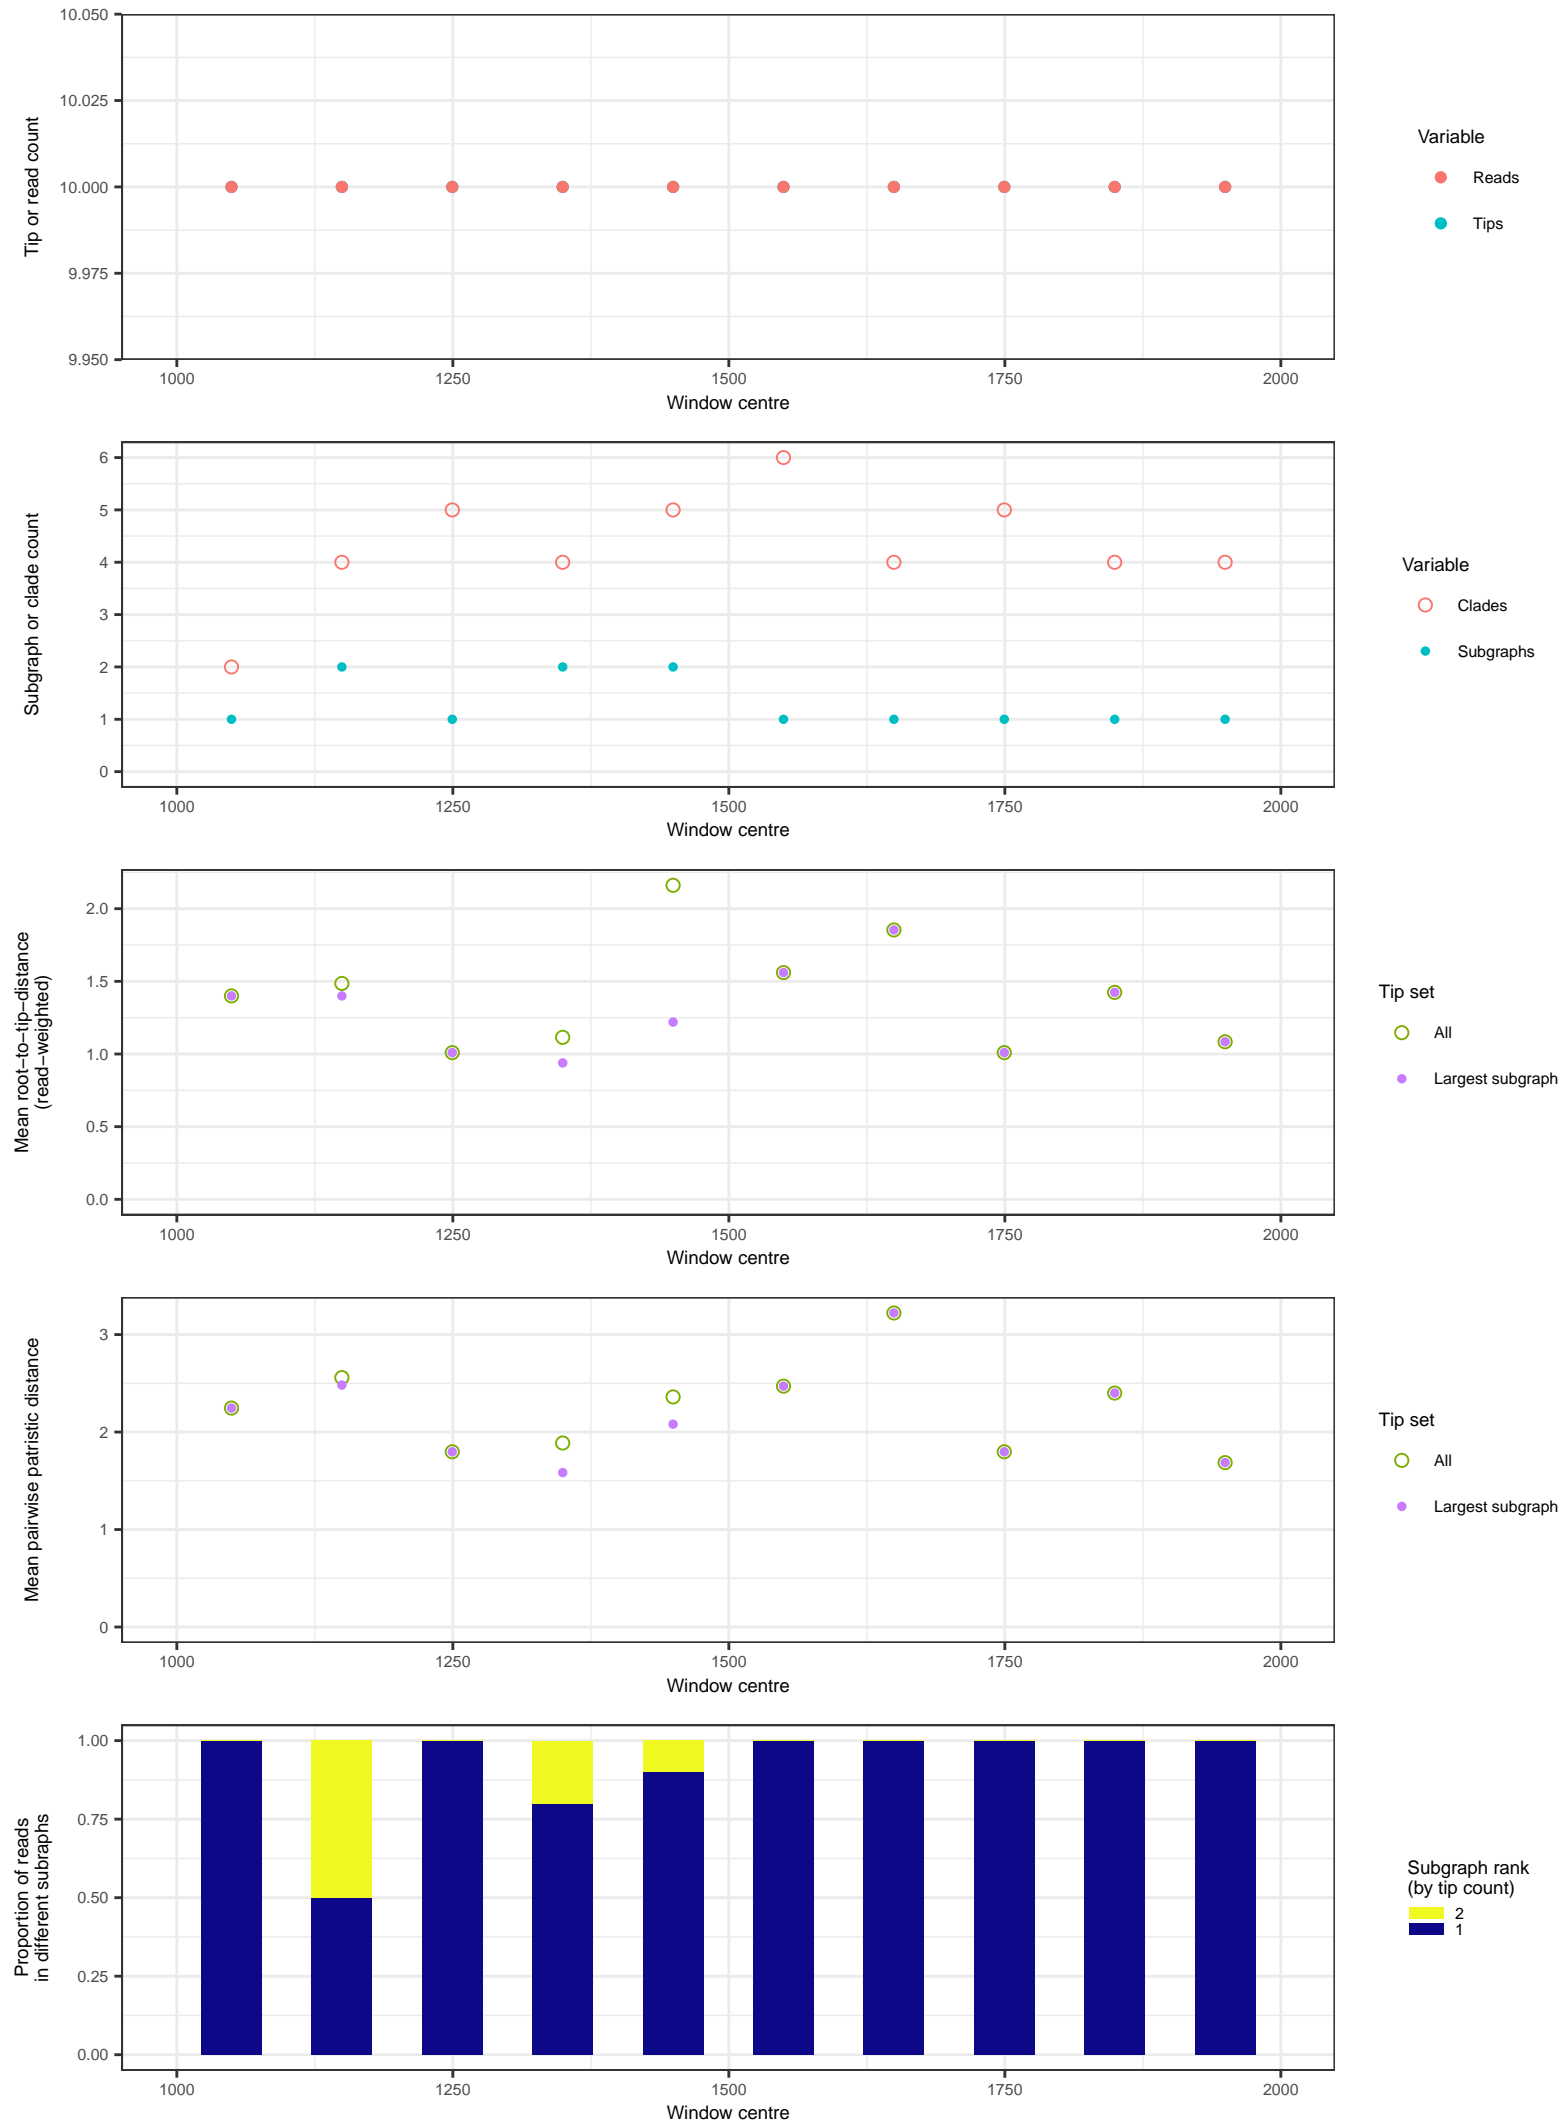 10.050
10.025
10.000
9.975
9.950
Tip or read count
1000 1250 1500 1750 2000
Window centre
Variable
Reads
Tips
6
5
4
3
2
1
0
Subgraph or clade count
1000 1250 1500 1750 2000
Window centre
Variable
Clades
Subgraphs
2.0
1.5
1.0
0.5
0.0
Mean root−to−tip−distance
(read−weighted)
1000 1250 1500 1750 2000
Window centre
Tip set
All
Largest subgraph
3
2
1
0
Mean pairwise patristic distance
1000 1250 1500 1750 2000
Window centre
Tip set
All
Largest subgraph
1.00
0.75
0.50
0.25
0.00
Proportion of reads
in different subraphs
1000 1250 1500 1750 2000
Window centre
Subgraph rank
(by tip count)
2
1